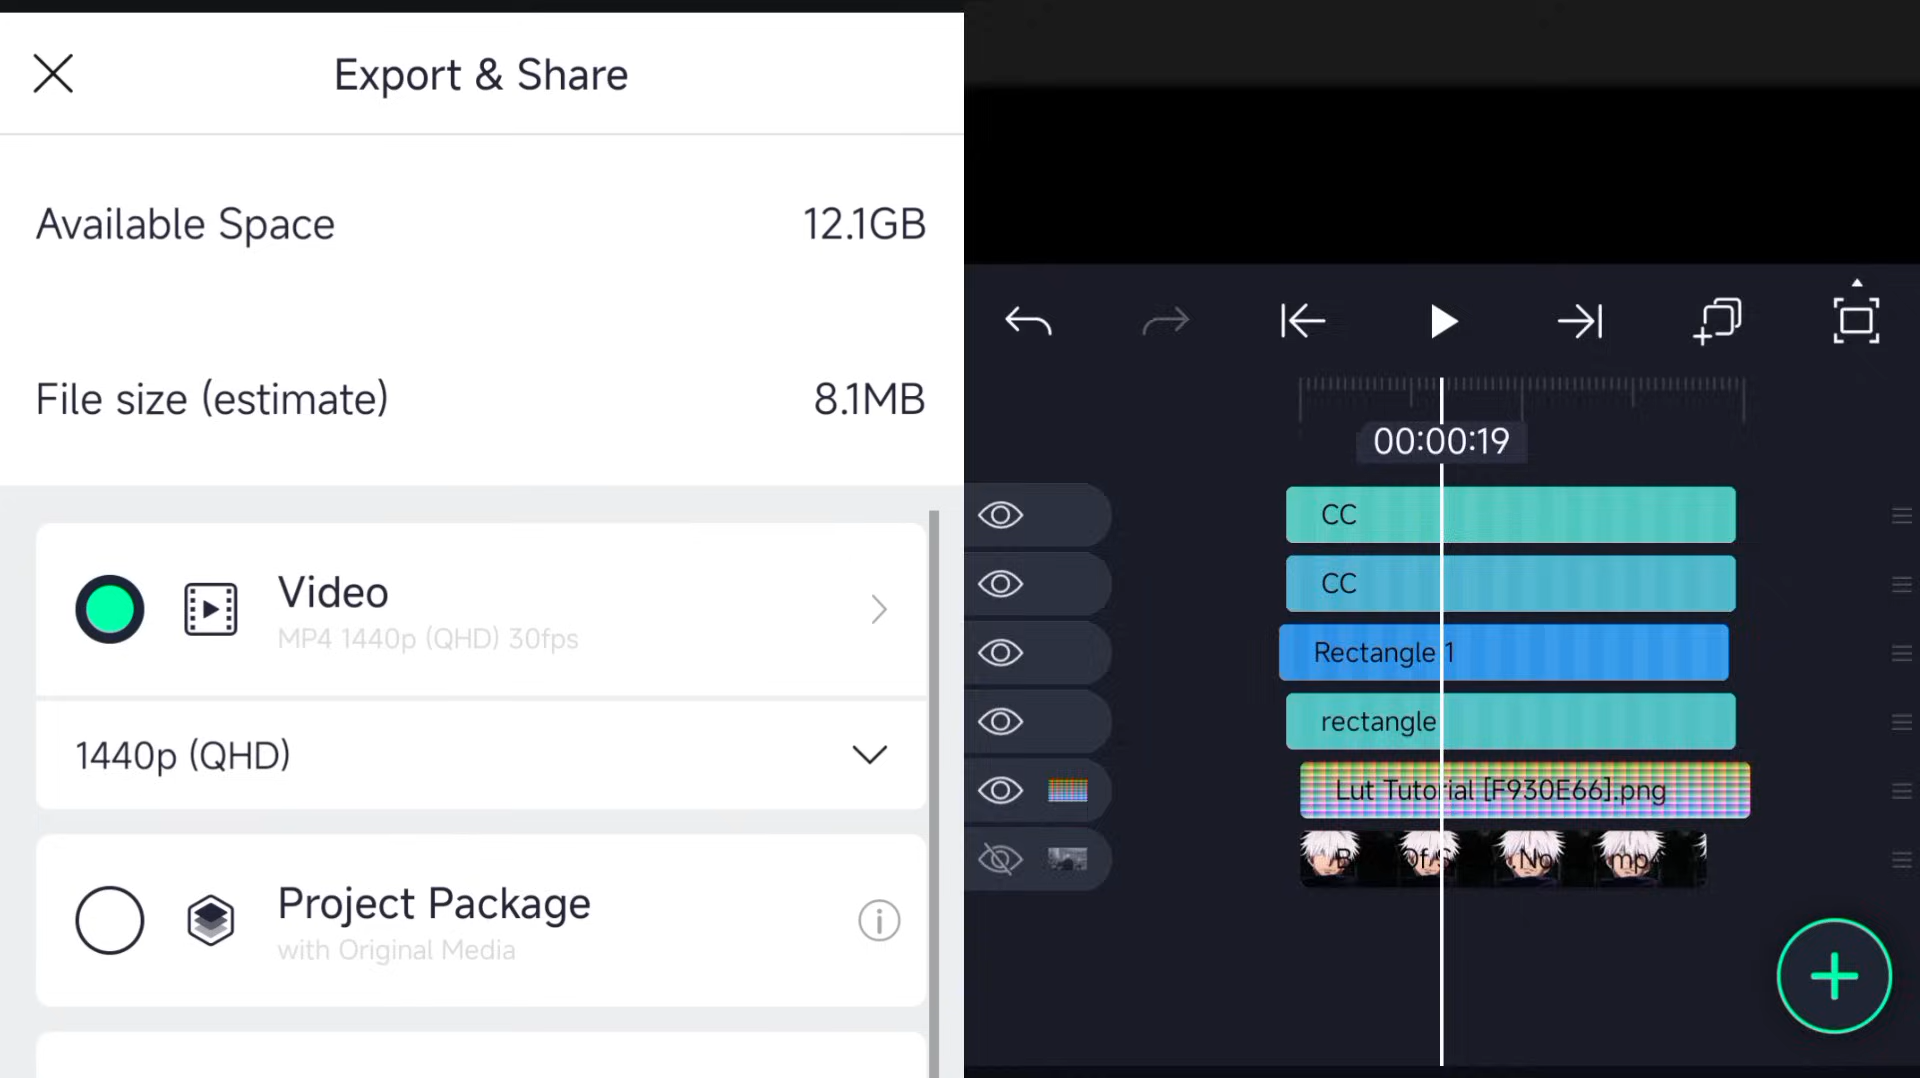 Export & Share
Available Space
12.1GB
File size (estimate)
8.1MB
Video
MP4 1440p (QHD) 30fps
1440p (QHD)
Project Package
with Original Media
00:00:19
CC
CC
Rectangle 1
rectangle
Lut Tutorial [F930E66].png